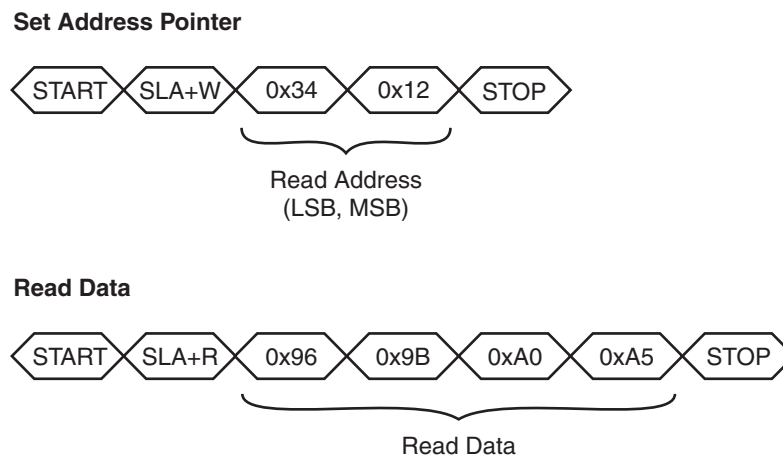 Set Address Pointer
START SLA+W 0x34 0x12 STOP
Read Address
(LSB, MSB)
Read Data
START SLA+R 0x96 0x9B 0xA0 0xA5 STOP
Read Data